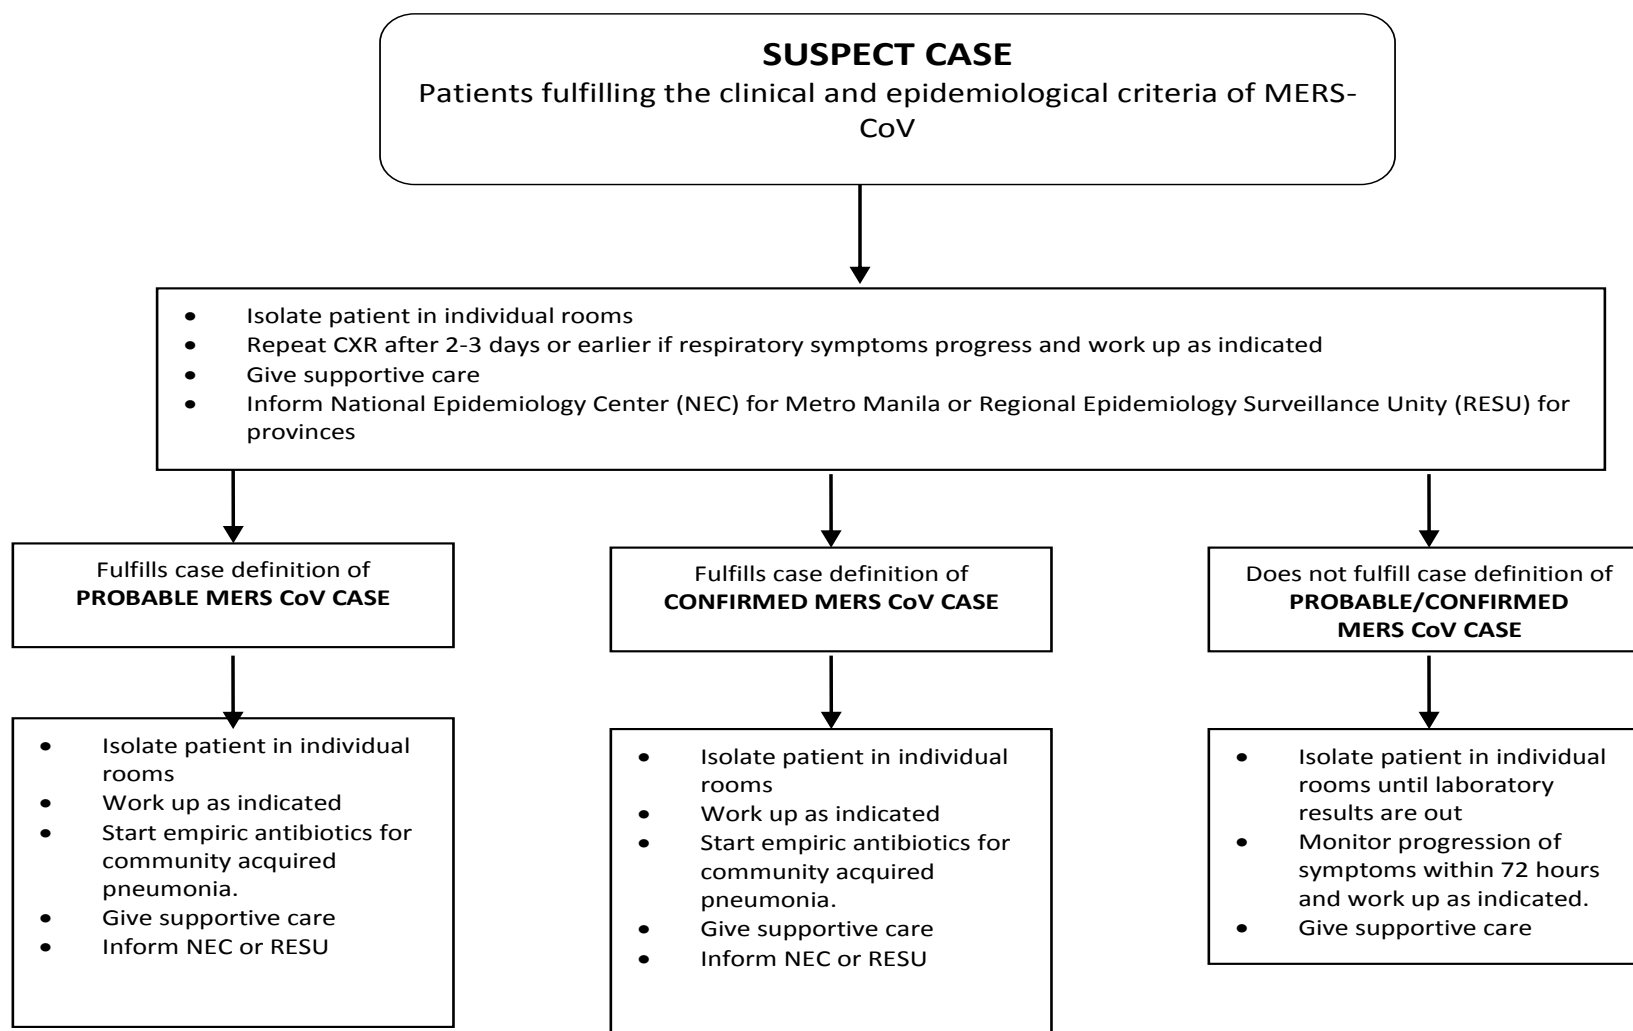 SUSPECT CASE
Patients fulfilling the clinical and epidemiological criteria of MERS-
CoV
• Isolate patient in individual rooms
• Repeat CXR after 2-3 days or earlier if respiratory symptoms progress and work up as indicated
• Give supportive care
• Inform National Epidemiology Center (NEC) for Metro Manila or Regional Epidemiology Surveillance Unity (RESU) for
provinces
Fulfills case definition of
PROBABLE MERS CoV CASE
Fulfills case definition of
CONFIRMED MERS CoV CASE
Does not fulfill case definition of
PROBABLE/CONFIRMED
MERS CoV CASE
• Isolate patient in individual
rooms
• Work up as indicated
• Start empiric antibiotics for
community acquired
pneumonia.
• Give supportive care
• Inform NEC or RESU
• Isolate patient in individual
rooms
• Work up as indicated
• Start empiric antibiotics for
community acquired
pneumonia.
• Give supportive care
• Inform NEC or RESU
• Isolate patient in individual
rooms until laboratory
results are out
• Monitor progression of
symptoms within 72 hours
and work up as indicated.
• Give supportive care